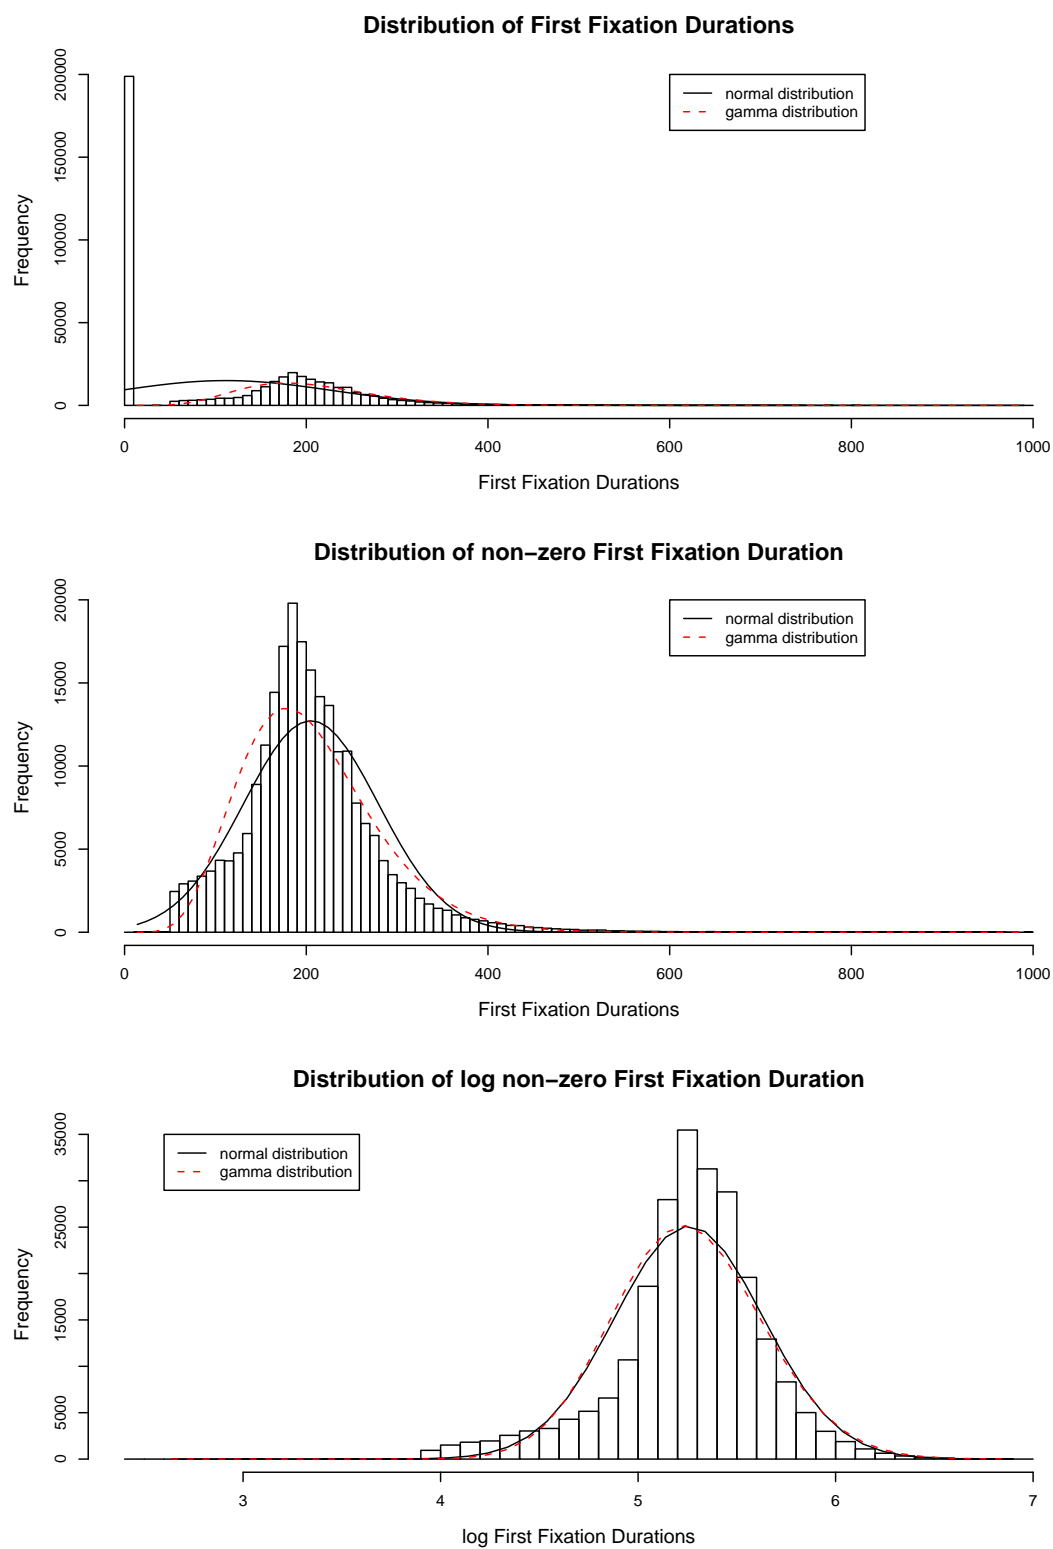 Distribution of First Fixation Durations
normal distribution
gamma distribution
Frequency
0
50000
100000
150000
200000
0 200 400 600 800 1000
First Fixation Durations
Distribution of non−zero First Fixation Duration
normal distribution
gamma distribution
Frequency
0
5000
10000
15000
20000
0 200 400 600 800 1000
First Fixation Durations
Distribution of log non−zero First Fixation Duration
normal distribution
gamma distribution
Frequency
0
5000
15000
25000
35000
3 4 5 6 7
log First Fixation Durations